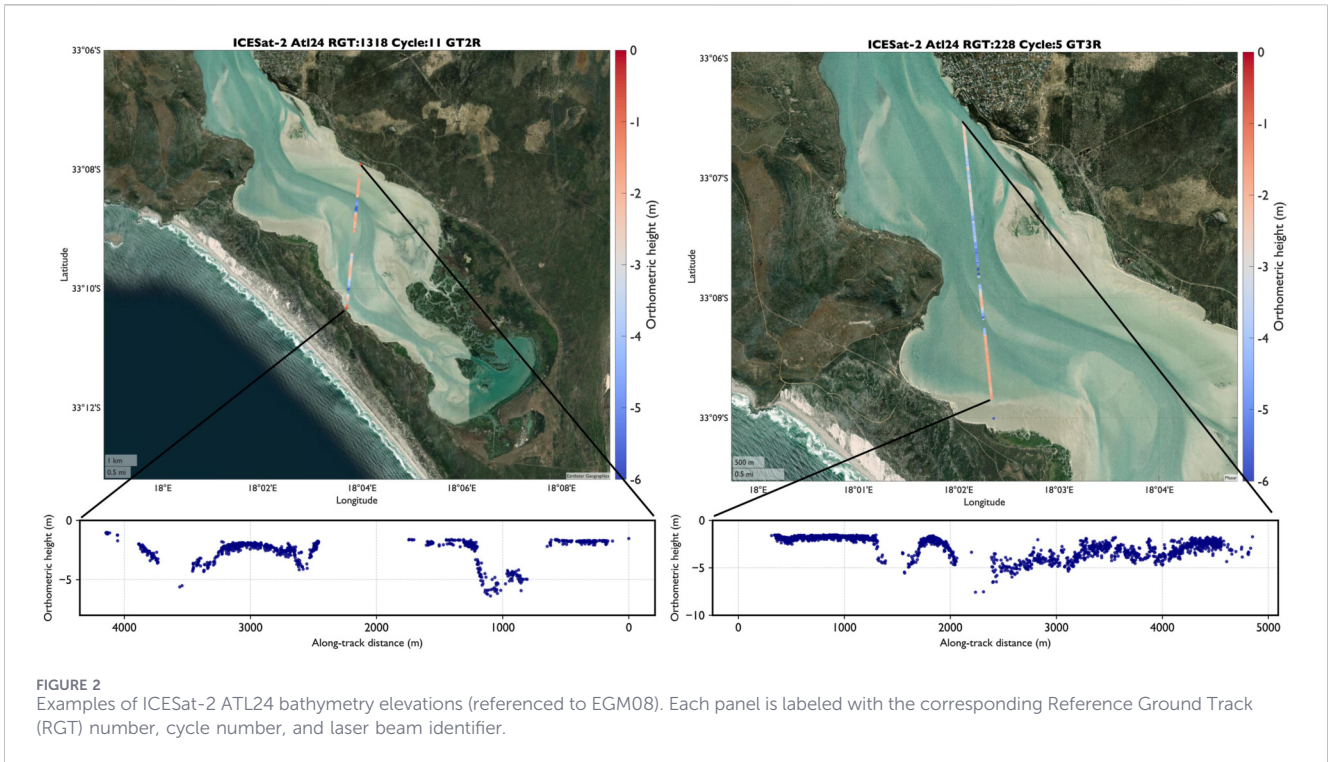 ICESat-2 Atl24 RGT:1318 Cycle:11 GT2R
33°06'S
33°08'S
33°10'S
33°12'S
Latitude
18°E
18°02'E
18°04'E
18°06'E
18°08'E
Longitude
1 km
0.5 mi
Earthstar Geographics
0
-1
-2
-3
-4
-5
-6
Orthometric height (m)
0
-5
Orthometric height (m)
4000
3000
2000
1000
0
Along-track distance (m)
ICESat-2 Atl24 RGT:228 Cycle:5 GT3R
33°06'S
33°07'S
33°08'S
33°09'S
Latitude
18°E
18°01'E
18°02'E
18°03'E
18°04'E
Longitude
500 m
0.5 mi
0
-1
-2
-3
-4
-5
-6
Orthometric height (m)
0
-5
-10
Orthometric height (m)
0
1000
2000
3000
4000
5000
Along-track distance (m)
FIGURE 2
Examples of ICESat-2 ATL24 bathymetry elevations (referenced to EGM08). Each panel is labeled with the corresponding Reference Ground Track
(RGT) number, cycle number, and laser beam identifier.